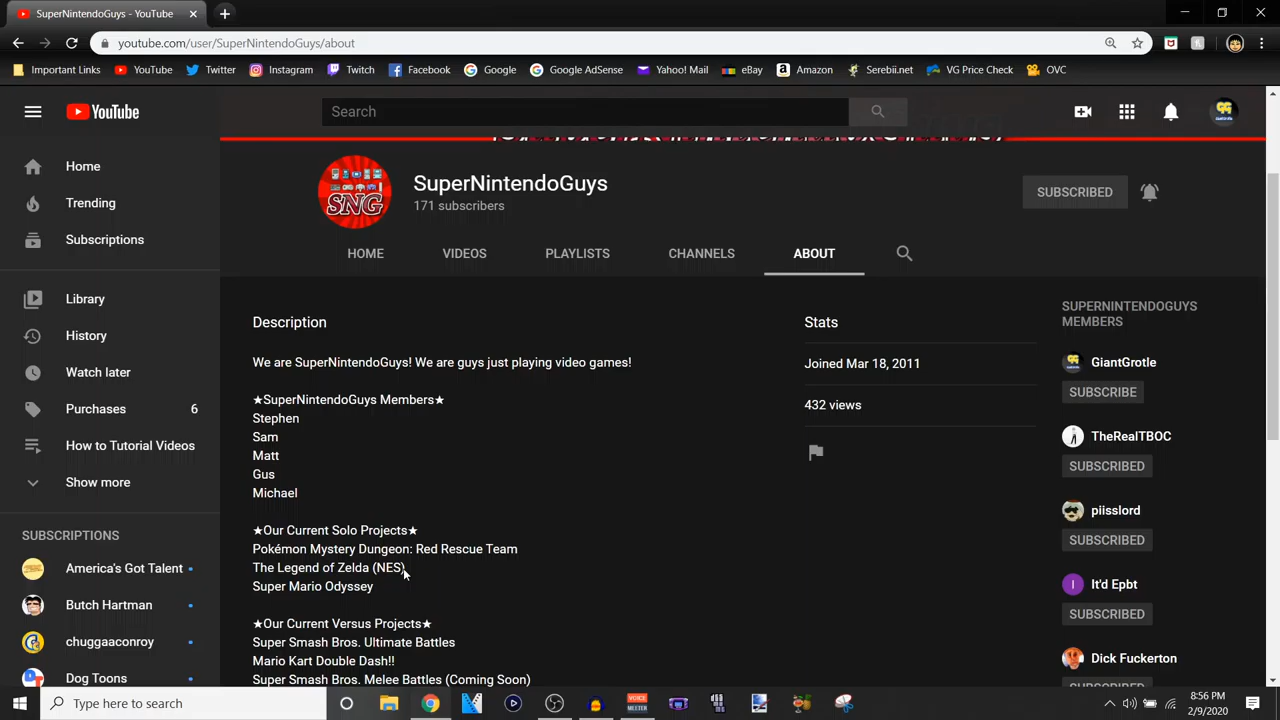 SuperNintendoGuys - YouTube
youtube.com/user/SuperNintendoGuys/about
Important Links YouTube Twitter Instagram Twitch Facebook Google Google AdSense Yahoo! Mail eBay Amazon Serebii.net VG Price Check OVC
YouTube
Search
Home
Trending
Subscriptions
Library
History
Watch later
Purchases 6
How to Tutorial Videos
Show more
SUBSCRIPTIONS
America's Got Talent
Butch Hartman
chuggaaconroy
Dog Toons
SNG
SuperNintendoGuys
171 subscribers
SUBSCRIBED
HOME VIDEOS PLAYLISTS CHANNELS ABOUT
Description
We are SuperNintendoGuys! We are guys just playing video games!
★SuperNintendoGuys Members★
Stephen
Sam
Matt
Gus
Michael
★Our Current Solo Projects★
Pokémon Mystery Dungeon: Red Rescue Team
The Legend of Zelda (NES)
Super Mario Odyssey
★Our Current Versus Projects★
Super Smash Bros. Ultimate Battles
Mario Kart Double Dash!!
Super Smash Bros. Melee Battles (Coming Soon)
Stats
Joined Mar 18, 2011
432 views
SUPERNINTENDOGUYS
MEMBERS
GiantGrotle
SUBSCRIBE
TheRealTBOC
SUBSCRIBED
piisslord
SUBSCRIBED
I
It'd Epbt
SUBSCRIBED
Dick Fuckerton
Type here to search
VOICE
MEETER
8:56 PM
2/9/2020